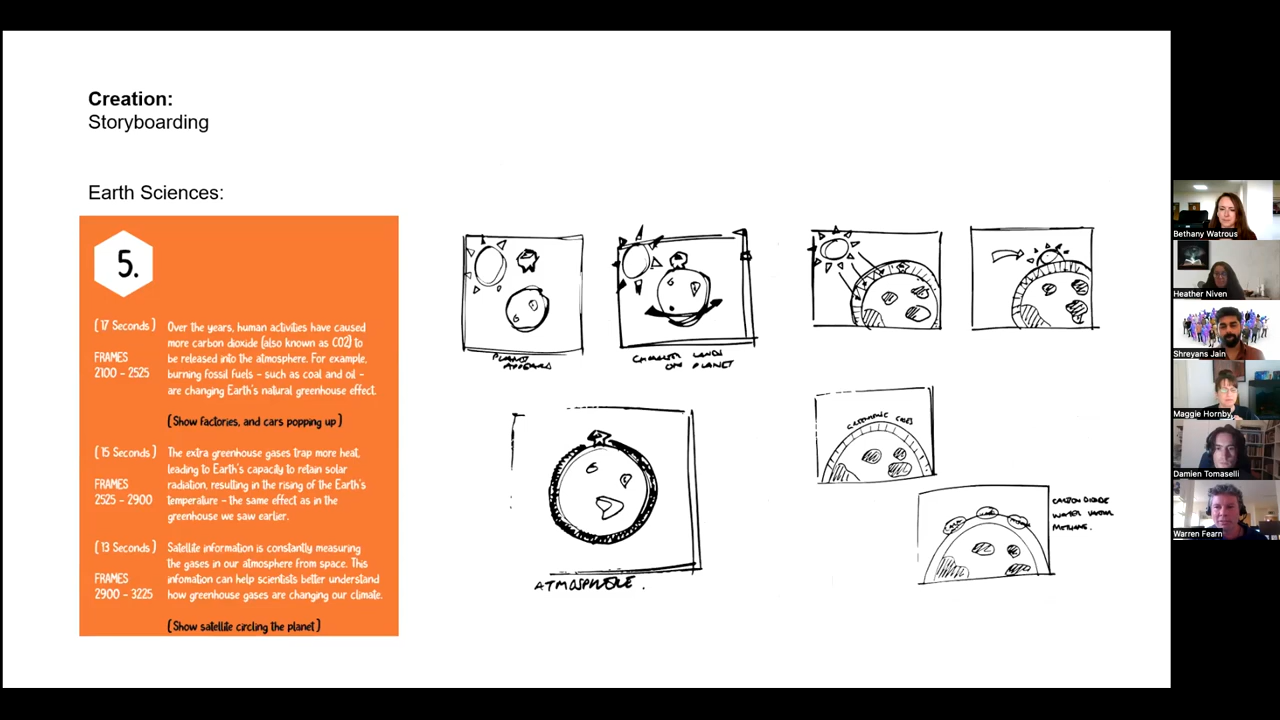 Creation:
Storyboarding
Earth Sciences:
5.
(17 Seconds)
FRAMES
2100 - 2525
Over the years, human activities have caused
more carbon dioxide (also known as CO2) to
be released into the atmosphere. For example,
burning fossil fuels - such as coal and oil -
are changing Earth's natural greenhouse effect.
(Show factories, and cars popping up)
(15 Seconds)
FRAMES
2525 - 2900
The extra greenhouse gases trap more heat,
leading to Earth's capacity to retain solar
radiation, resulting in the rising of the Earth's
temperature - the same effect as in the
greenhouse we saw earlier.
(13 Seconds)
FRAMES
2900 - 3225
Satellite information is constantly measuring
the gases in our atmosphere from space. This
infomation can help scientists better understand
how greenhouse gases are changing our climate.
(Show satellite circling the planet)
ON PLANET
ATMOSPHERE.
CARBON DIOXIDE
WATER VAPOUR
METHANE.
Bethany Watrous
Heather Niven
Shreyans Jain
Maggie Hornby
Damien Tomaselli
Warren Fearn